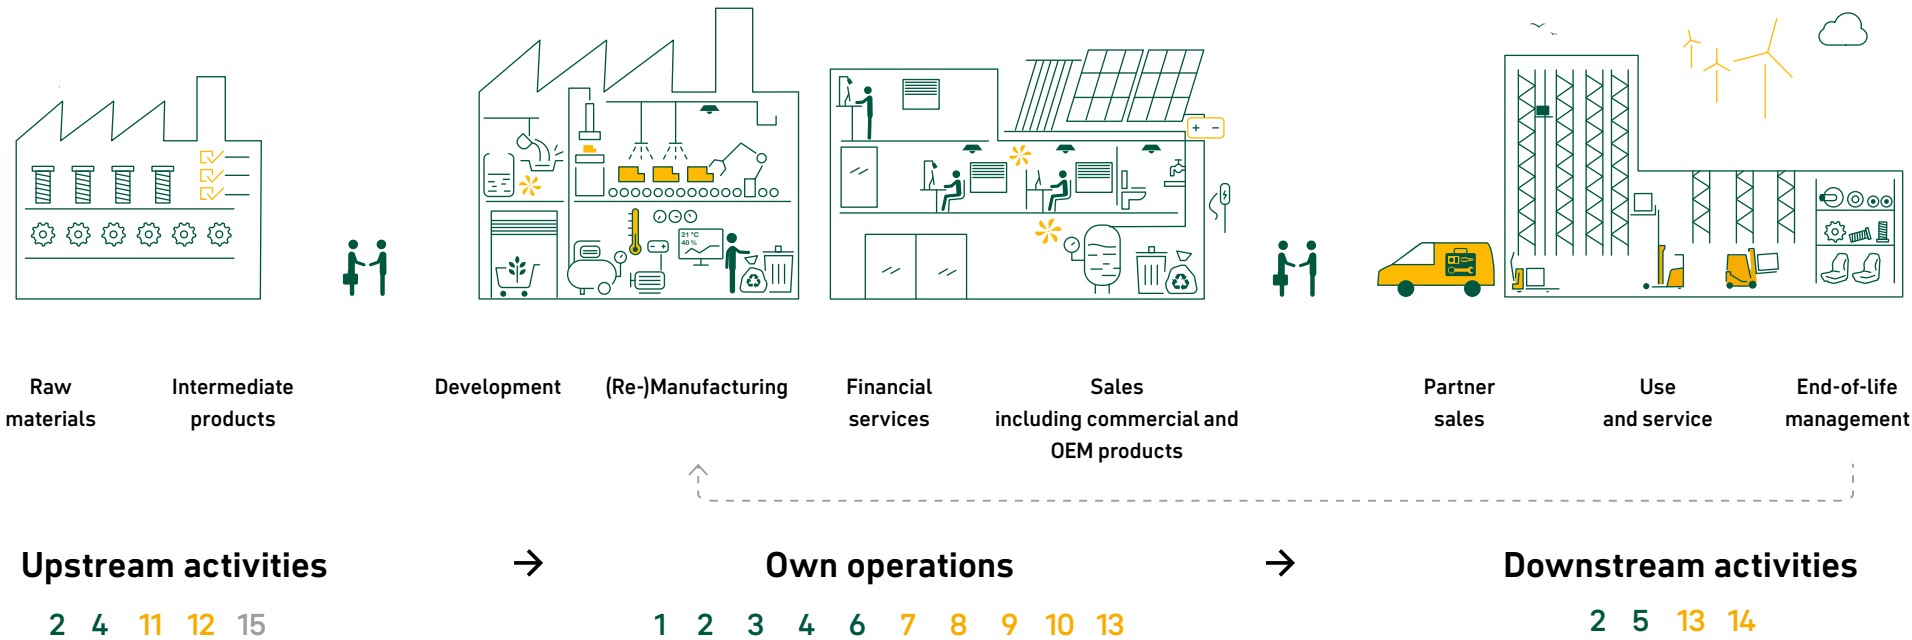 21 °C
40 %
+ −
+ −
Raw
materials
Intermediate
products
Development
(Re-)Manufacturing
Financial
services
Sales
including commercial and
OEM products
Partner
sales
Use
and service
End-of-life
management
Upstream activities → Own operations → Downstream activities
2 4 11 12 15
1 2 3 4 6 7 8 9 10 13
2 5 13 14